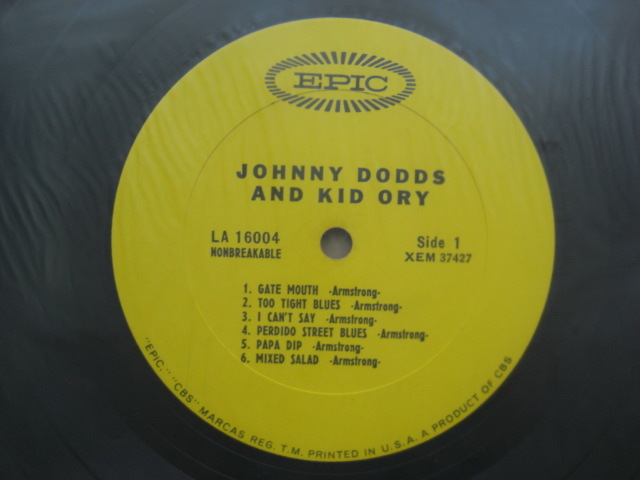 EPIC
JOHNNY DODDS
AND KID ORY
LA 16004
NONBREAKABLE
Side 1
XEM 37427
1. GATE MOUTH -Armstrong-
2. TOO TIGHT BLUES -Armstrong-
3. I CAN'T SAY -Armstrong-
4. PERDIDO STREET BLUES -Armstrong-
5. PAPA DIP -Armstrong-
6. MIXED SALAD -Armstrong-
"EPIC," "CBS" MARCAS REG. T.M. PRINTED IN U.S.A. A PRODUCT OF CBS